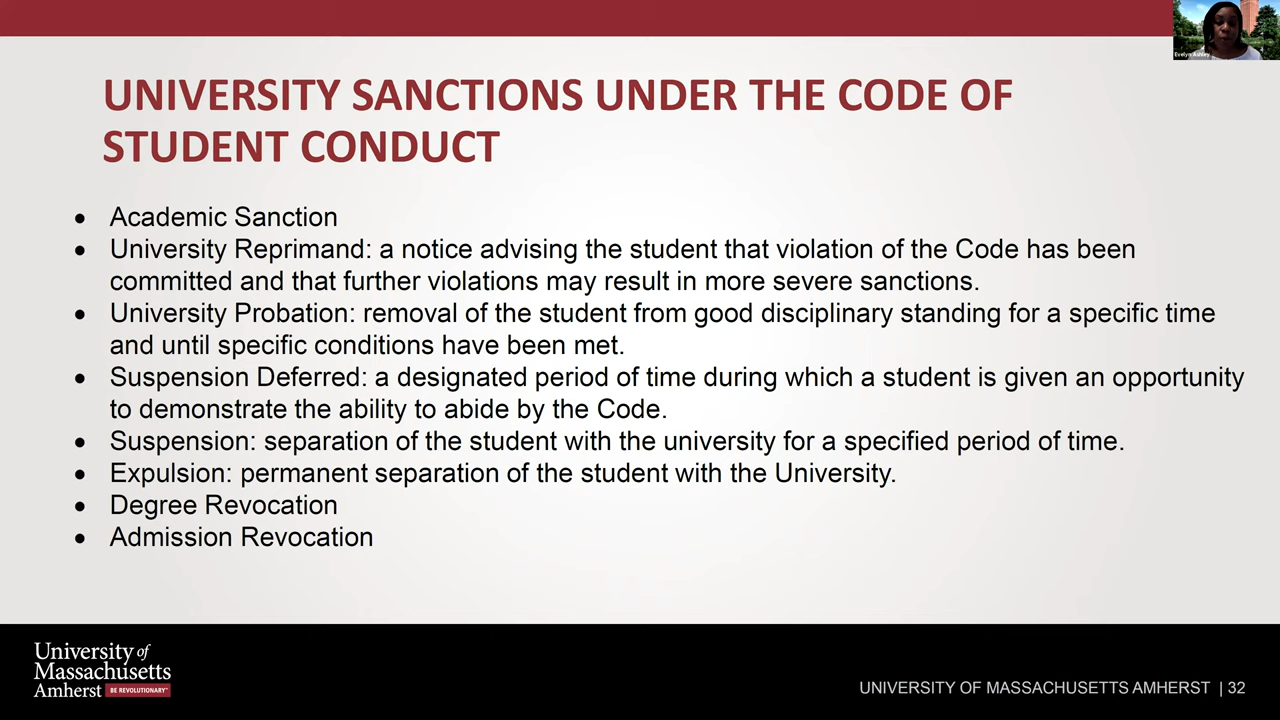 Evelyn Ashley
UNIVERSITY SANCTIONS UNDER THE CODE OF
STUDENT CONDUCT
• Academic Sanction
• University Reprimand: a notice advising the student that violation of the Code has been
committed and that further violations may result in more severe sanctions.
• University Probation: removal of the student from good disciplinary standing for a specific time
and until specific conditions have been met.
• Suspension Deferred: a designated period of time during which a student is given an opportunity
to demonstrate the ability to abide by the Code.
• Suspension: separation of the student with the university for a specified period of time.
• Expulsion: permanent separation of the student with the University.
• Degree Revocation
• Admission Revocation
University of
Massachusetts
Amherst BE REVOLUTIONARY™
UNIVERSITY OF MASSACHUSETTS AMHERST | 32